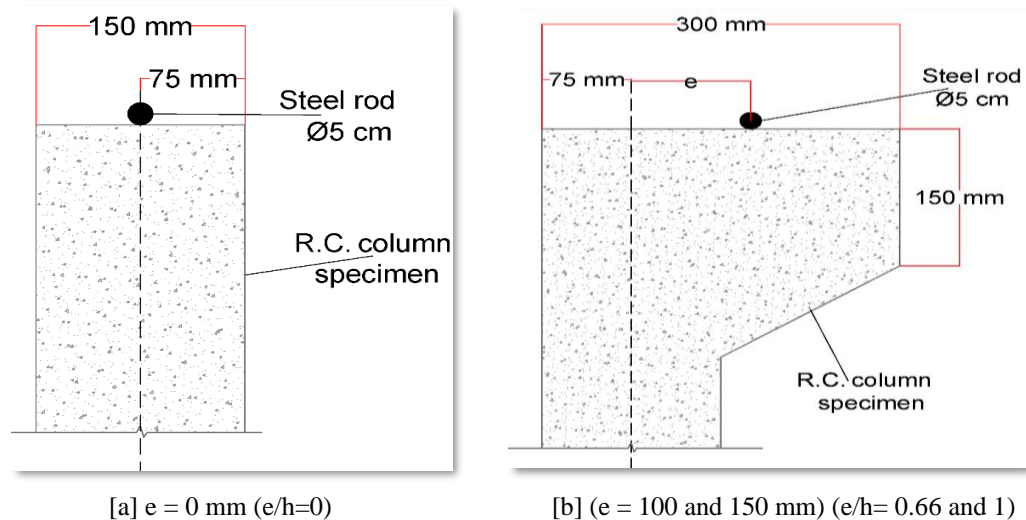 150 mm
75 mm
Steel rod
Ø5 cm
R.C. column
specimen
300 mm
75 mm
e
Steel rod
Ø5 cm
150 mm
R.C. column
specimen
[a] e = 0 mm (e/h=0)
[b] (e = 100 and 150 mm) (e/h= 0.66 and 1)